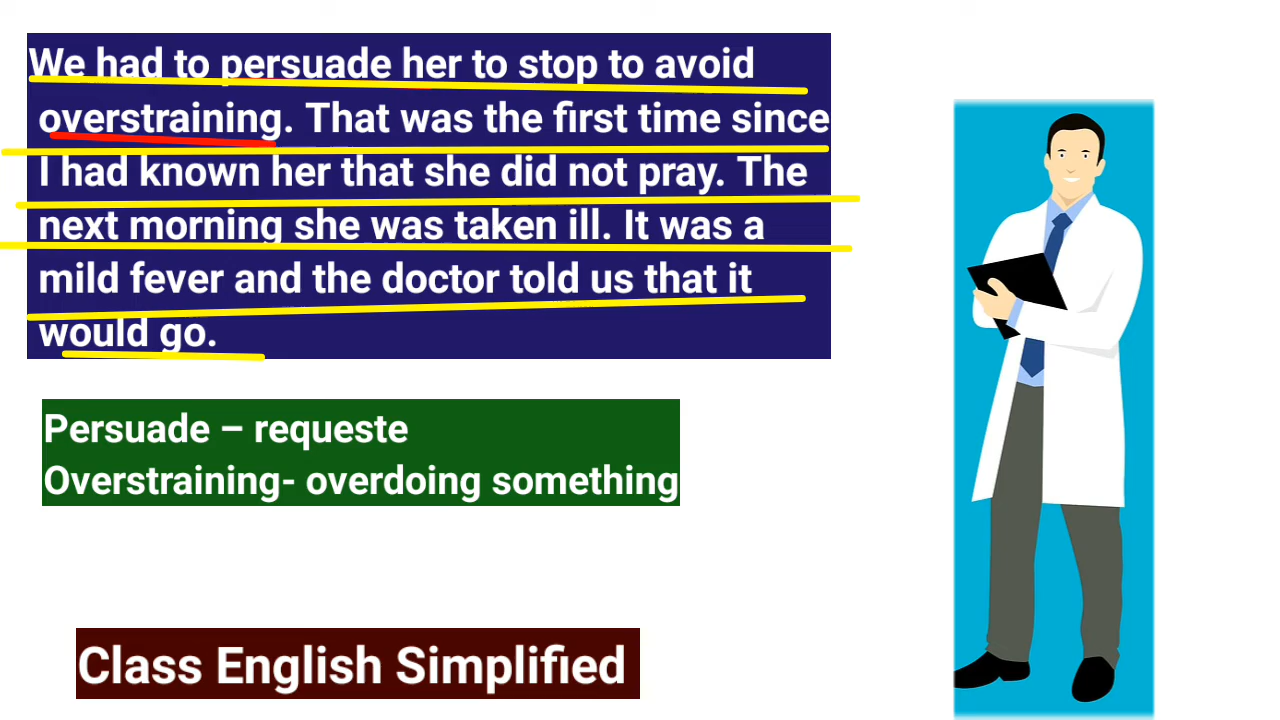 We had to persuade her to stop to avoid
overstraining. That was the first time since
I had known her that she did not pray. The
next morning she was taken ill. It was a
mild fever and the doctor told us that it
would go.
Persuade – requeste
Overstraining- overdoing something
Class English Simplified